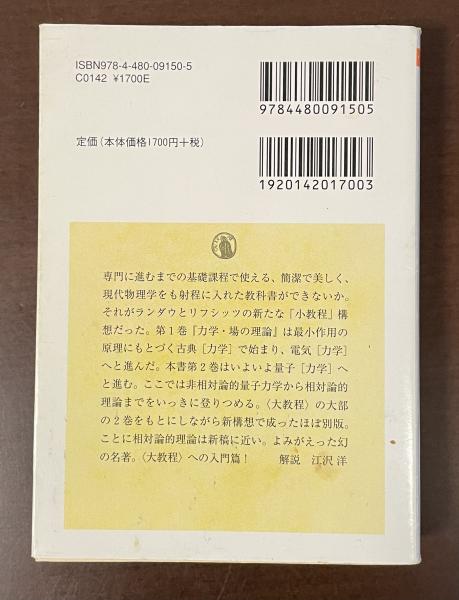 ISBN978-4-480-09150-5
C0142 ¥1700E
9784480091505
定価（本体価格1700円＋税）
1920142017003
専門に進むまでの基礎課程で使える、簡潔で美しく、
現代物理学をも射程に入れた教科書ができないか。
それがランダウとリフシッツの新たな『小教程』構
想だった。第１巻『力学・場の理論』は最小作用の
原理にもとづく古典［力学］で始まり、電気［力学］
へと進んだ。本書第２巻はいよいよ量子［力学］へ
と進む。ここでは非相対論的量子力学から相対論的
理論までをいっきに登りつめる。〈大教程〉の大部
の２巻をもとにしながら新構想で成ったほぼ別版。
ことに相対論的理論は新稿に近い。よみがえった幻
の名著。〈大教程〉への入門篇！ 解説 江沢 洋